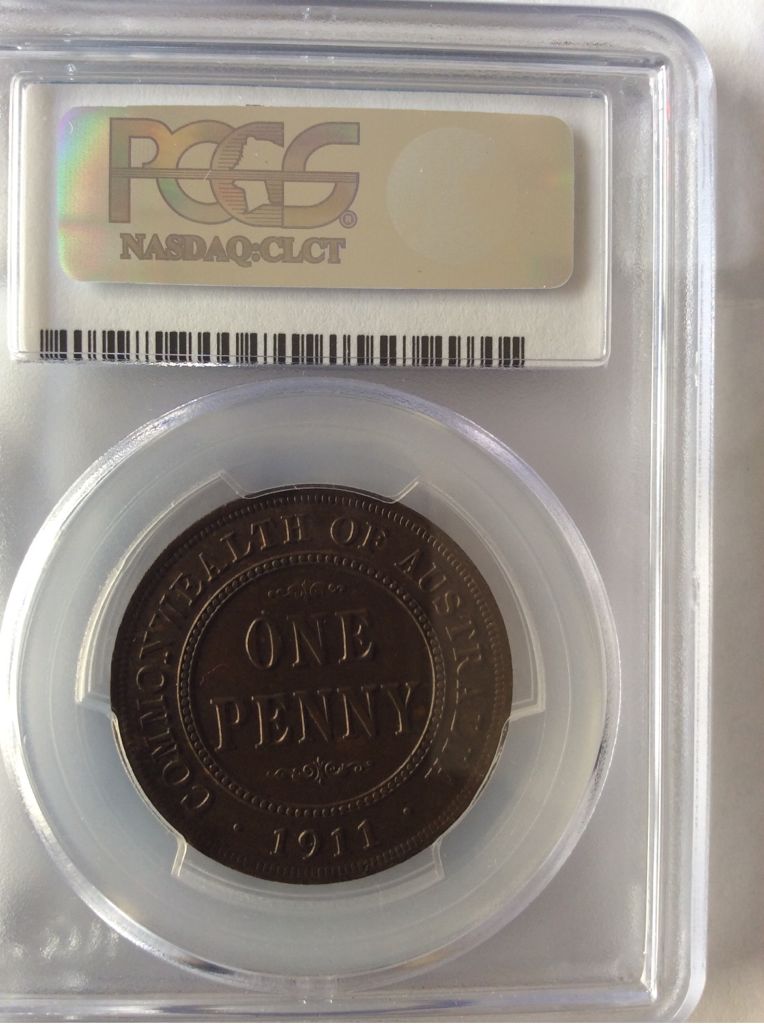 PCGS®
NASDAQ:CLCT
COMMONWEALTH OF AUSTRALIA
ONE
PENNY
· 1911 ·